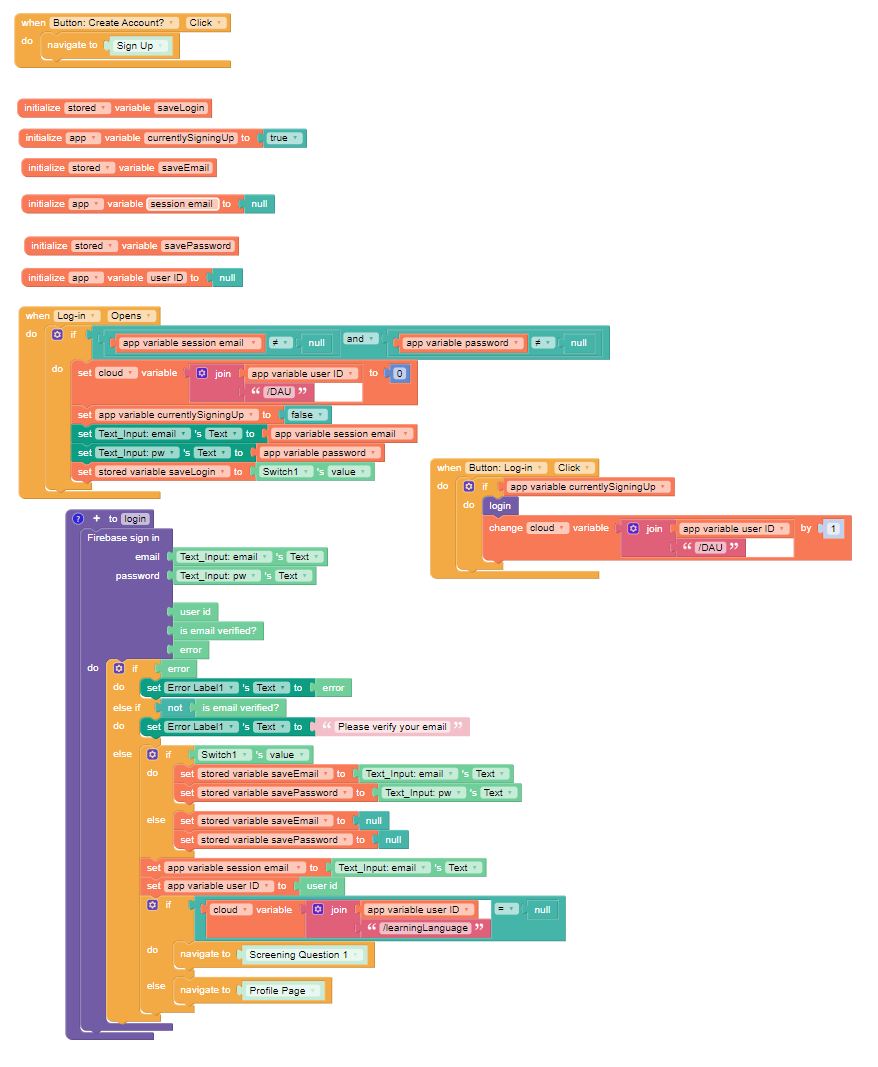 when Button: Create Account? Click
do navigate to Sign Up
initialize stored variable saveLogin
initialize app variable currentlySigningUp to true
initialize stored variable saveEmail
initialize app variable session email to null
initialize stored variable savePassword
initialize app variable user ID to null
when Log-in Opens
do if app variable session email ≠ null and app variable password ≠ null
do set cloud variable join app variable user ID to 0
“ /DAU ”
set app variable currentlySigningUp to false
set Text_Input: email 's Text to app variable session email
set Text_Input: pw 's Text to app variable password
set stored variable saveLogin to Switch1 's value
when Button: Log-in Click
do if app variable currentlySigningUp
do login
change cloud variable join app variable user ID by 1
“ /DAU ”
? + to login
Firebase sign in
email Text_Input: email 's Text
password Text_Input: pw 's Text
user id
is email verified?
error
do if error
do set Error Label1 's Text to error
else if not is email verified?
do set Error Label1 's Text to “ Please verify your email ”
else if Switch1 's value
do set stored variable saveEmail to Text_Input: email 's Text
set stored variable savePassword to Text_Input: pw 's Text
else set stored variable saveEmail to null
set stored variable savePassword to null
set app variable session email to Text_Input: email 's Text
set app variable user ID to user id
if cloud variable join app variable user ID = null
“ /learningLanguage ”
do navigate to Screening Question 1
else navigate to Profile Page